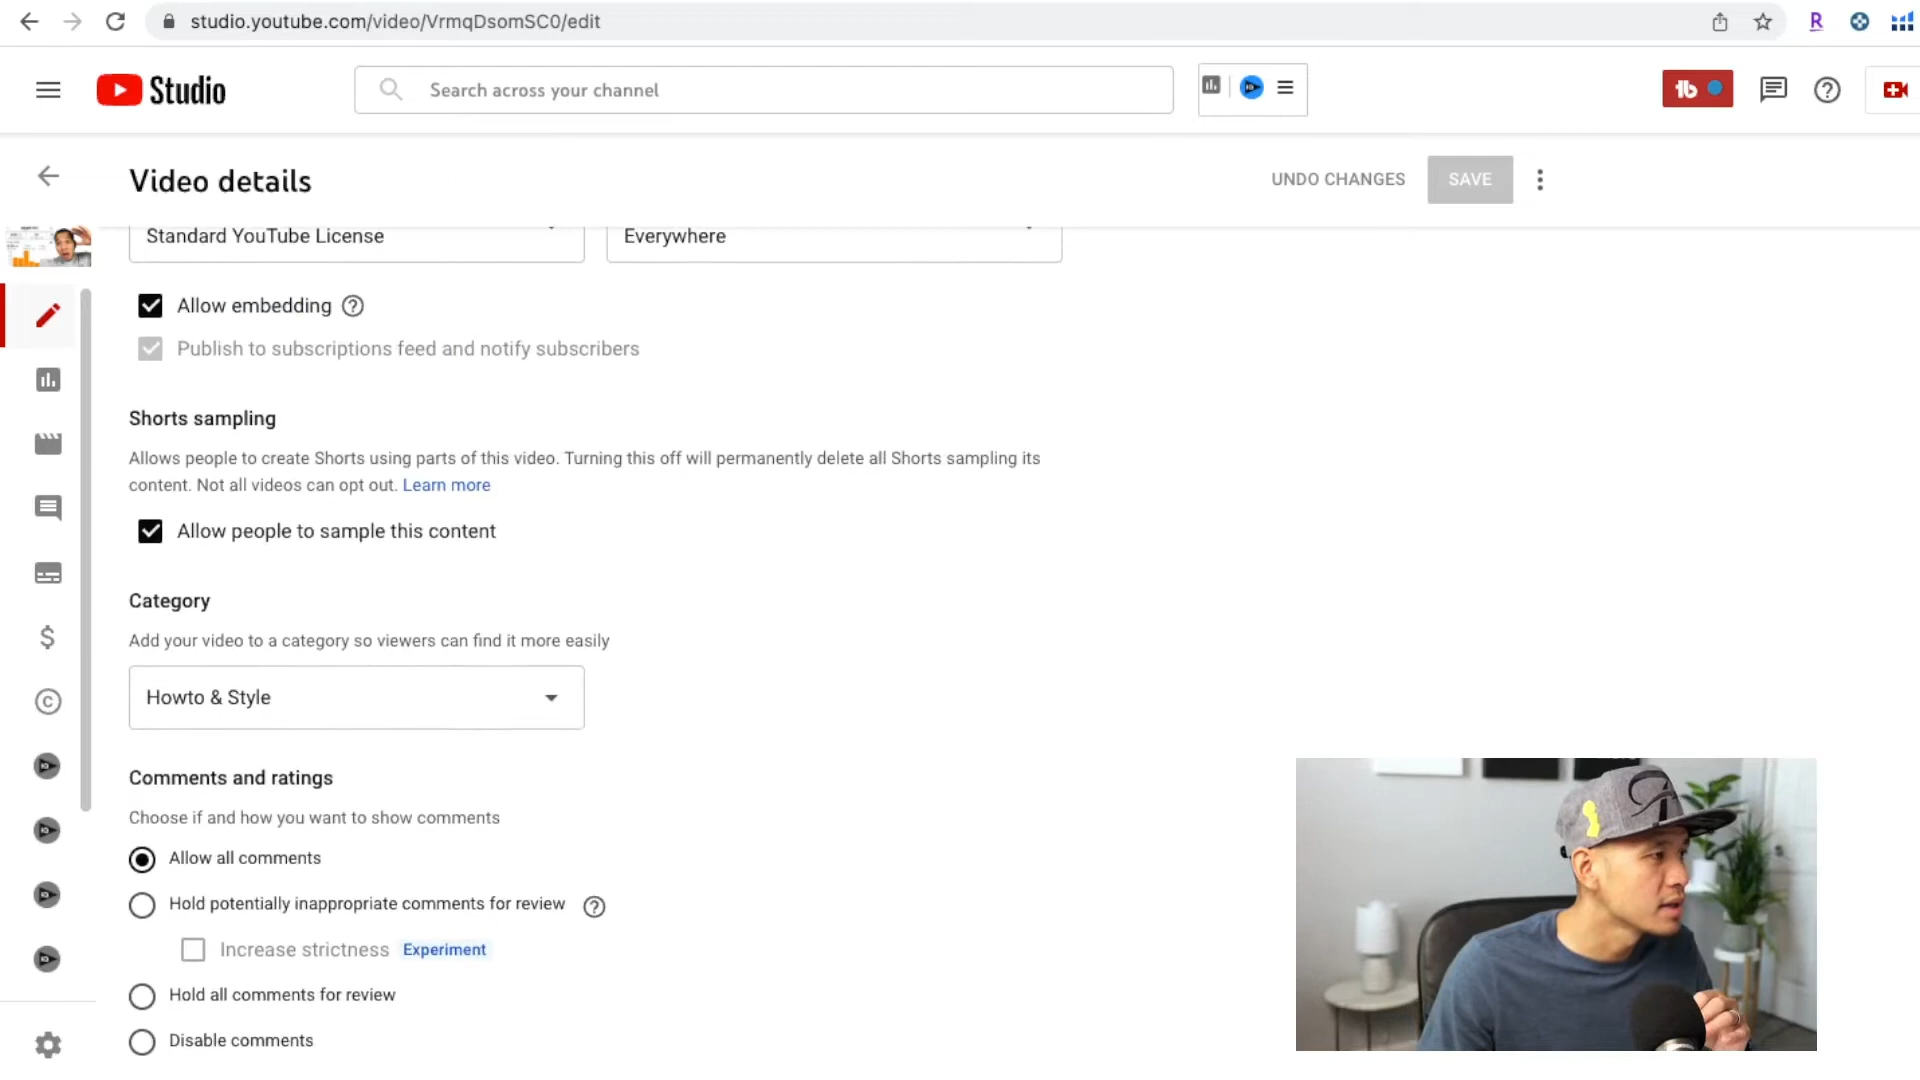 studio.youtube.com/video/VrmqDsomSC0/edit
R
Studio
Search across your channel
Video details
UNDO CHANGES
SAVE
Standard YouTube License
Everywhere
Allow embedding
Publish to subscriptions feed and notify subscribers
Shorts sampling
Allows people to create Shorts using parts of this video. Turning this off will permanently delete all Shorts sampling its
content. Not all videos can opt out. Learn more
Allow people to sample this content
Category
Add your video to a category so viewers can find it more easily
Howto & Style
Comments and ratings
Choose if and how you want to show comments
Allow all comments
Hold potentially inappropriate comments for review
Increase strictness Experiment
Hold all comments for review
Disable comments